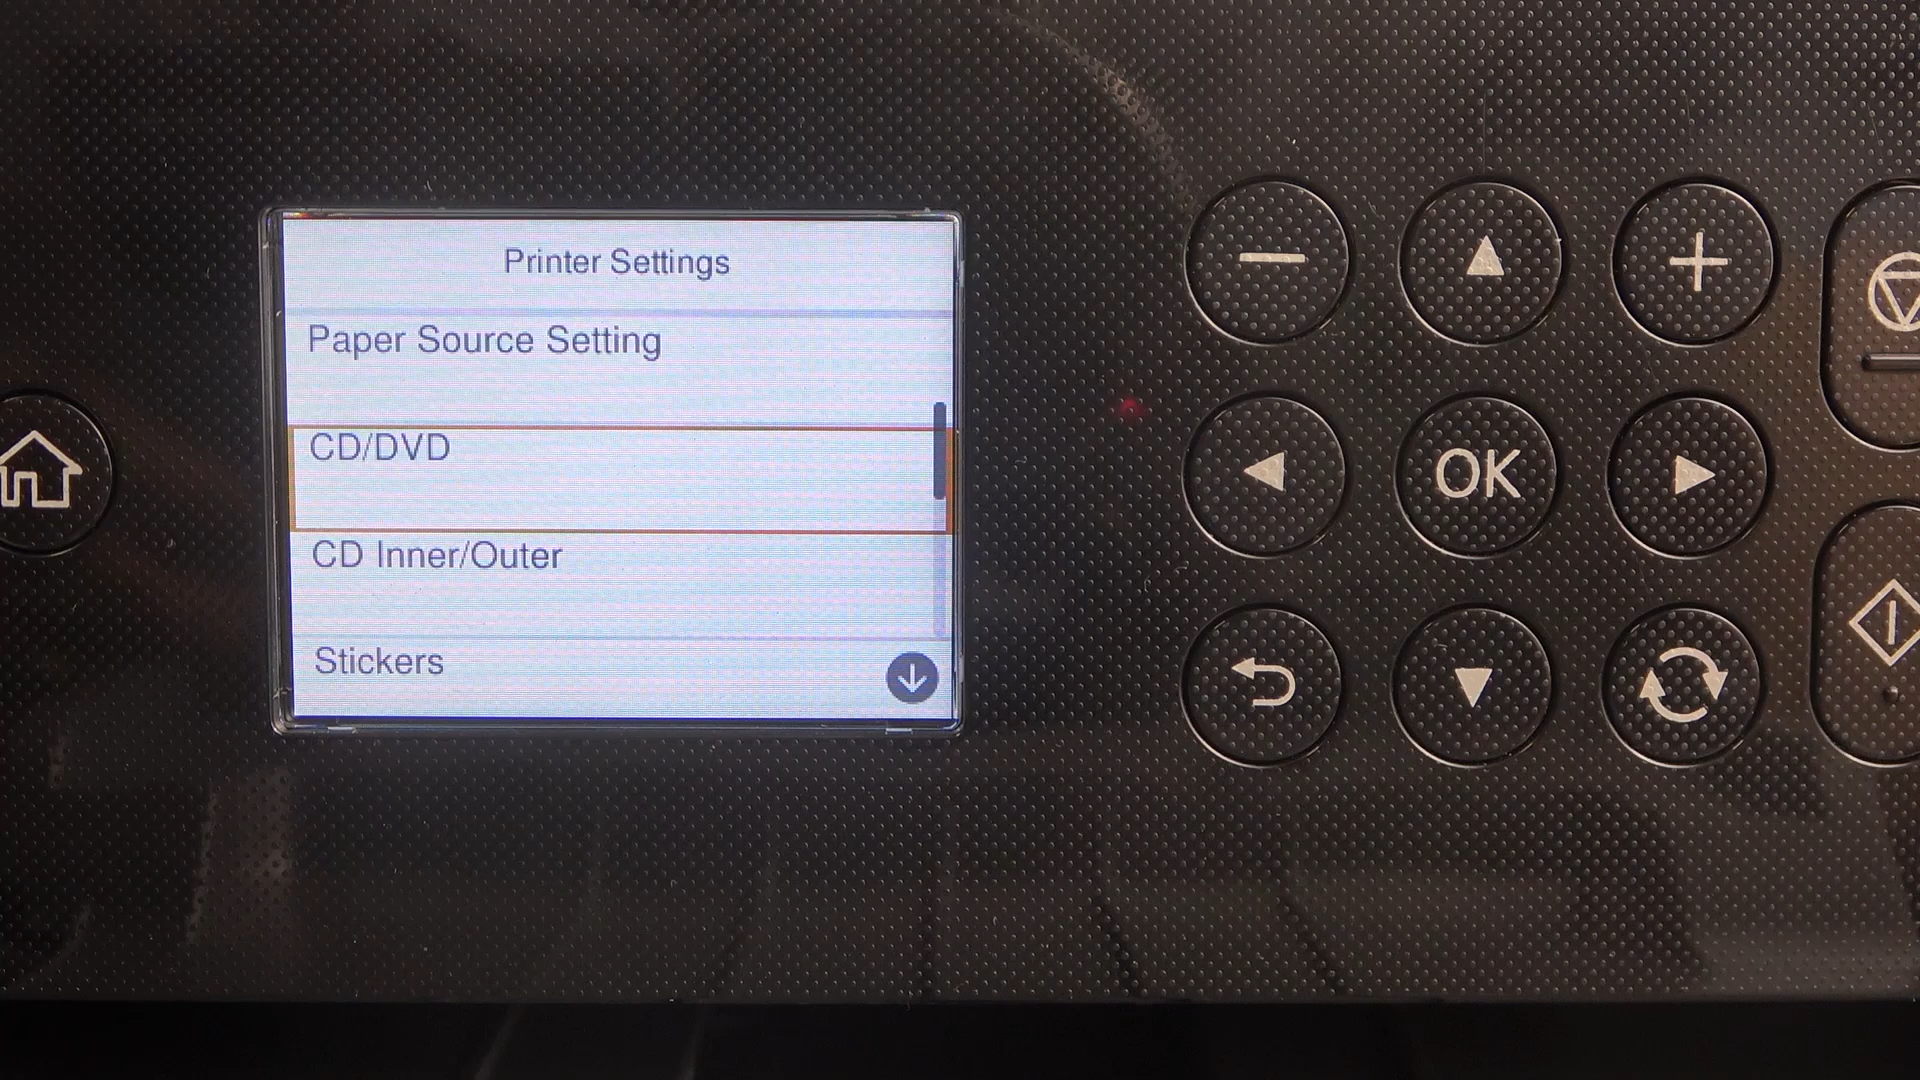 Printer Settings
Paper Source Setting
CD/DVD
CD Inner/Outer
Stickers
OK